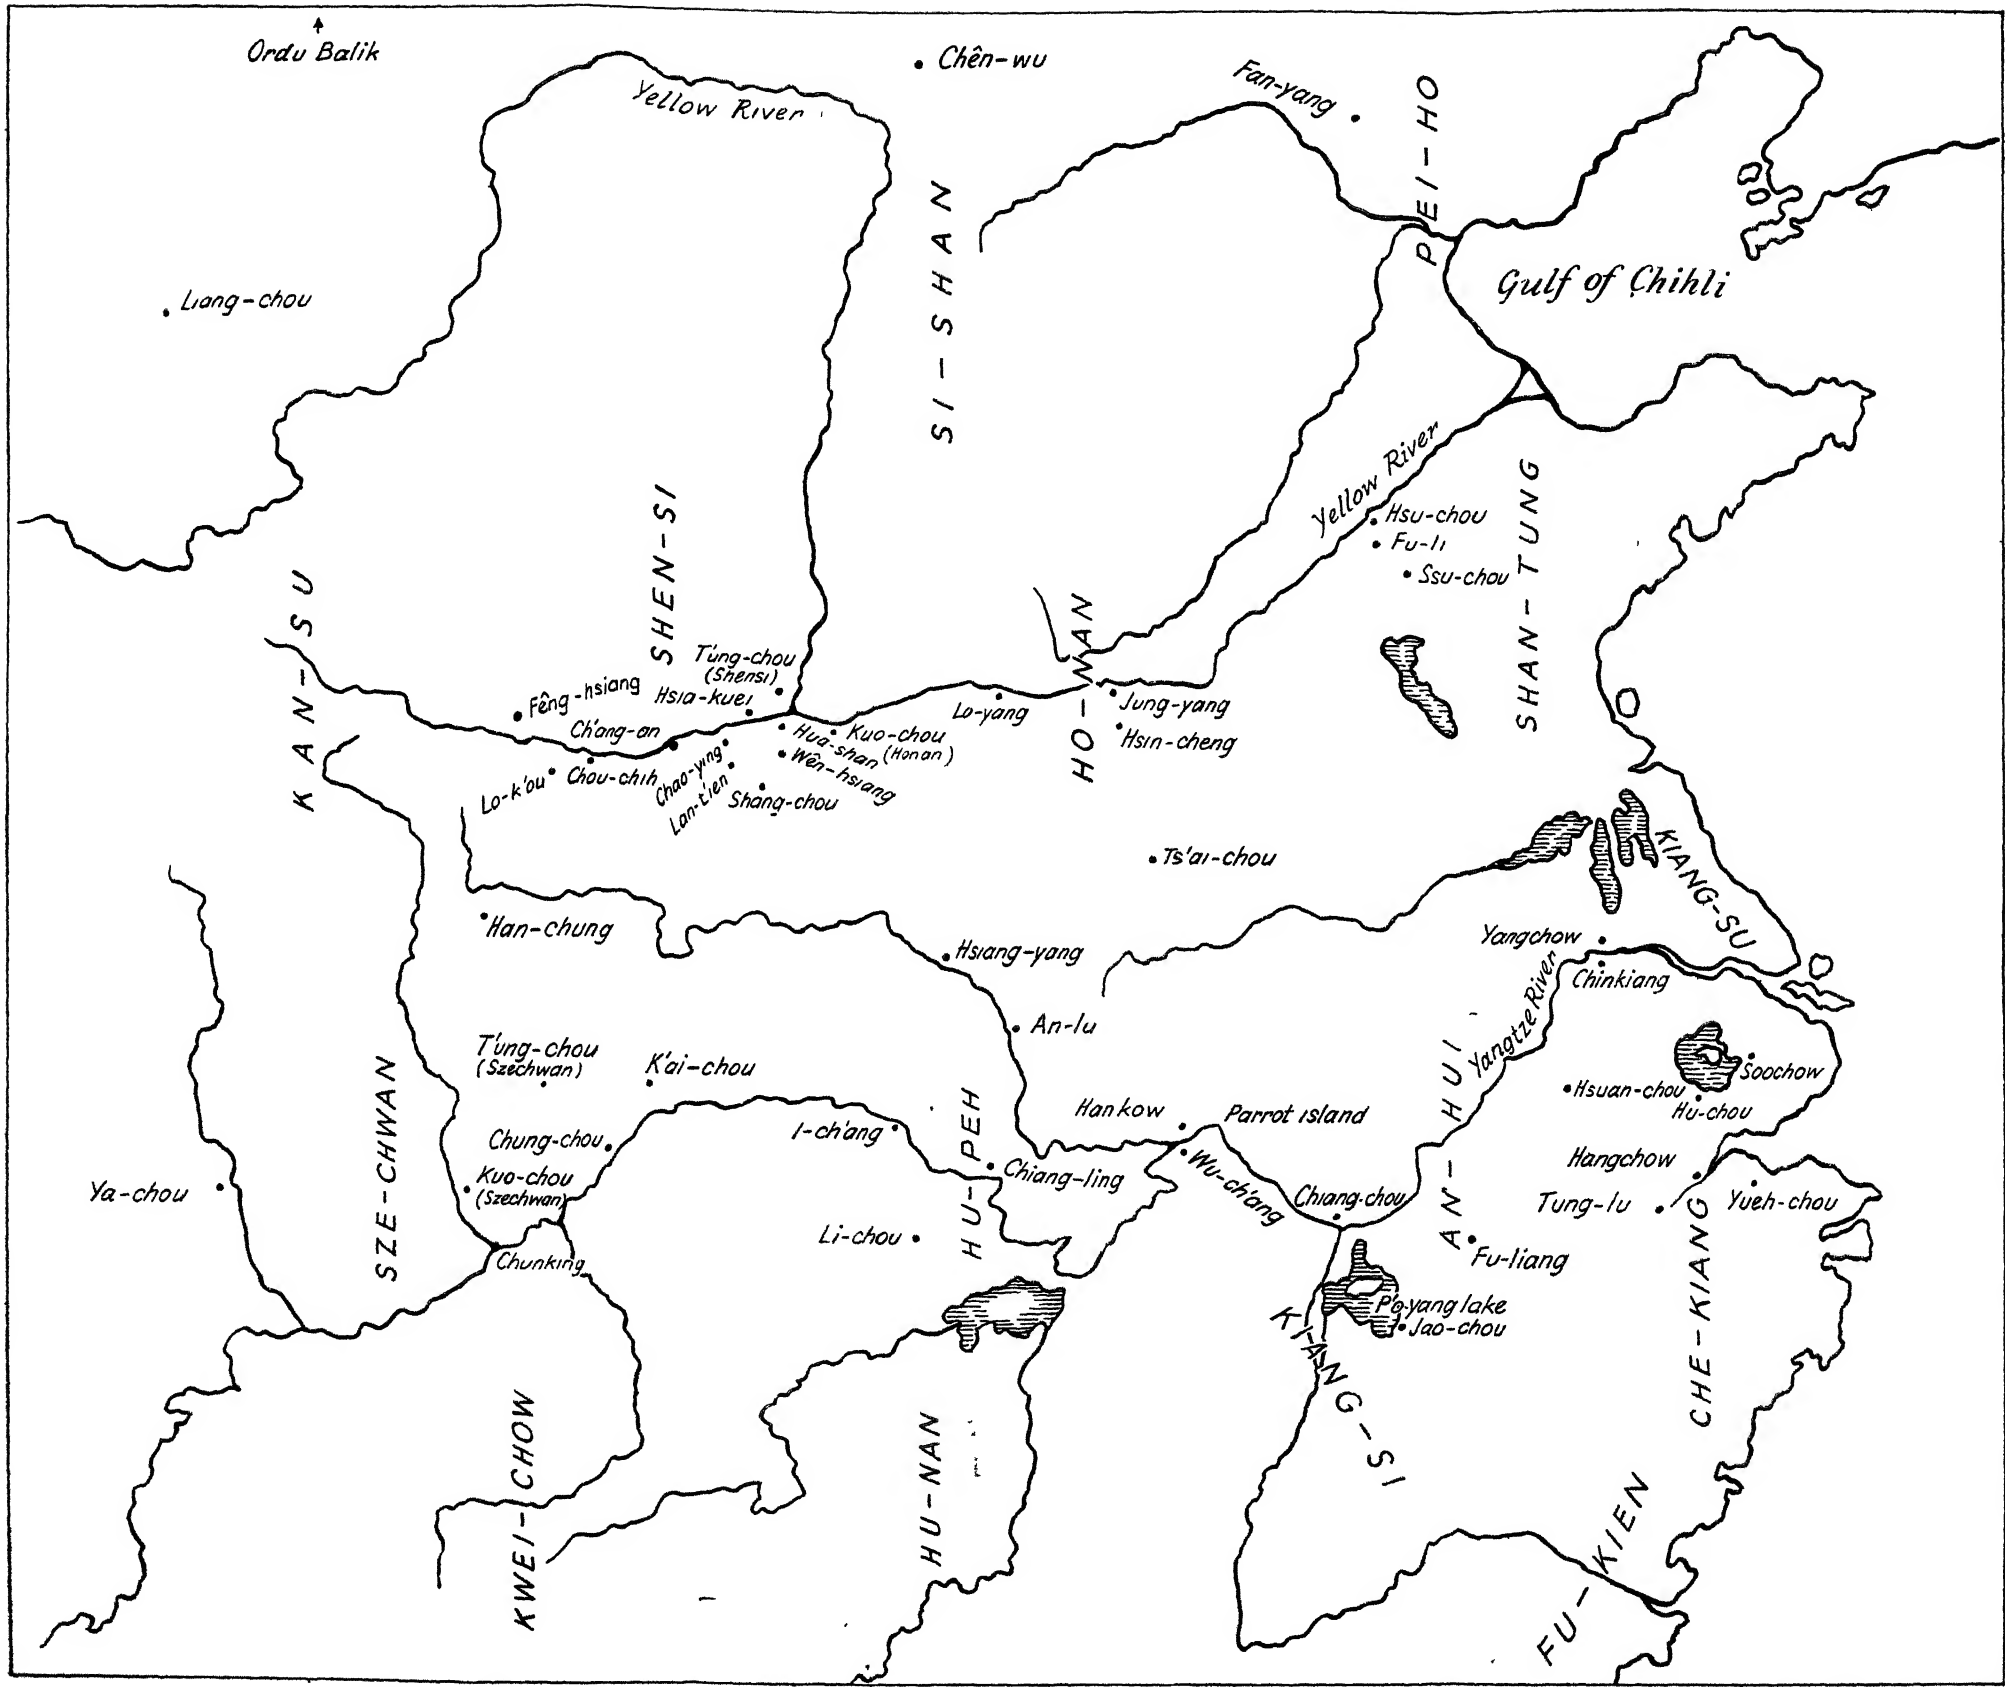 Ordu Balik
Chên-wu
Yellow River
Fan-yang
PEI-HO
SI-SHAN
Gulf of Chihli
Liang-chou
Yellow River
Hsu-chou
Fu-li
Ssu-chou
SHAN-TUNG
SHEN-SI
KAN-SU
HO-NAN
T'ung-chou
(Shensi)
Fêng-hsiang
Hsia-kuei
Ch'ang-an
Lo-yang
Jung-yang
Hsin-cheng
Hua-shan
Kuo-chou
(Honan)
Wên-hsiang
Lo-k'ou
Chou-chih
Chao-ying
Lan-t'ien
Shang-chou
Ts'ai-chou
KIANG-SU
Han-chung
Hsiang-yang
Yangchow
Chinkiang
Yangtze River
An-lu
T'ung-chou
(Szechwan)
K'ai-chou
SZE-CHWAN
AN-HUI
Soochow
Hsuan-chou
Hu-chou
HU-PEH
Hankow
Parrot island
I-ch'ang
Chung-chou
Kuo-chou
(Szechwan)
Chiang-ling
Wu-ch'ang
Chiang-chou
Hangchow
Tung-lu
Yueh-chou
Ya-chou
Li-chou
Chunking
Fu-liang
P'o-yang lake
Jao-chou
KIANG-SI
CHE-KIANG
KWEI-CHOW
HU-NAN
FU-KIEN